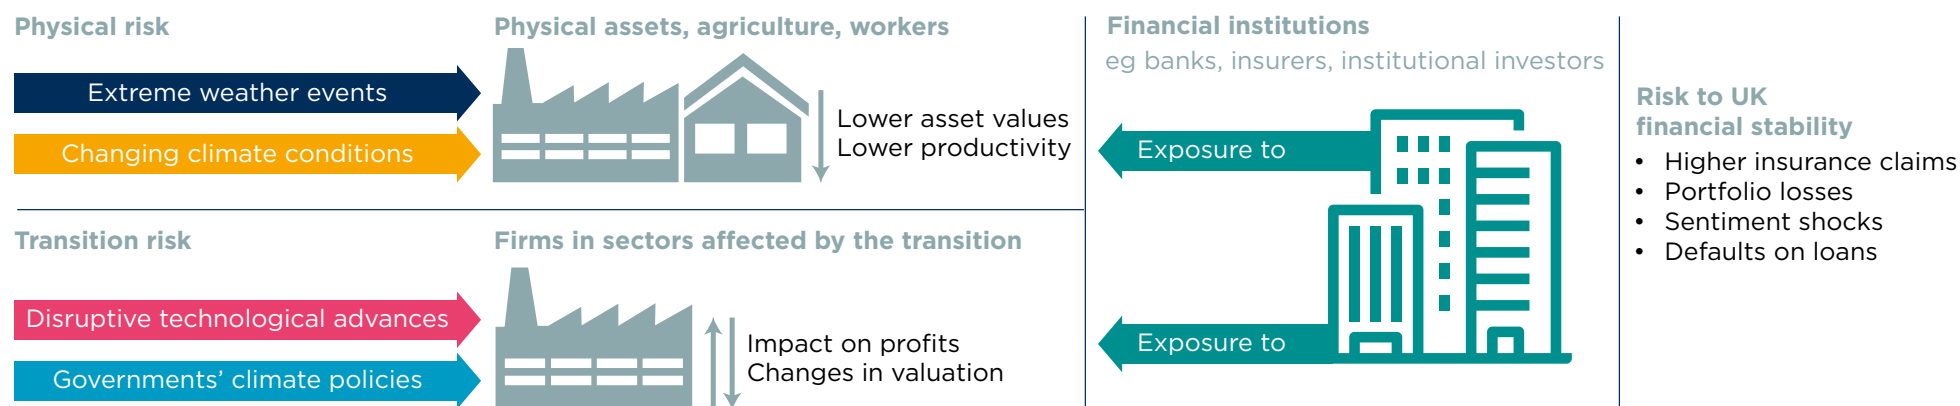 Physical risk
Extreme weather events
Changing climate conditions
Physical assets, agriculture, workers
Lower asset values
Lower productivity
Transition risk
Disruptive technological advances
Governments’ climate policies
Firms in sectors affected by the transition
Impact on profits
Changes in valuation
Financial institutions
eg banks, insurers, institutional investors
Exposure to
Exposure to
Risk to UK
financial stability
• Higher insurance claims
• Portfolio losses
• Sentiment shocks
• Defaults on loans